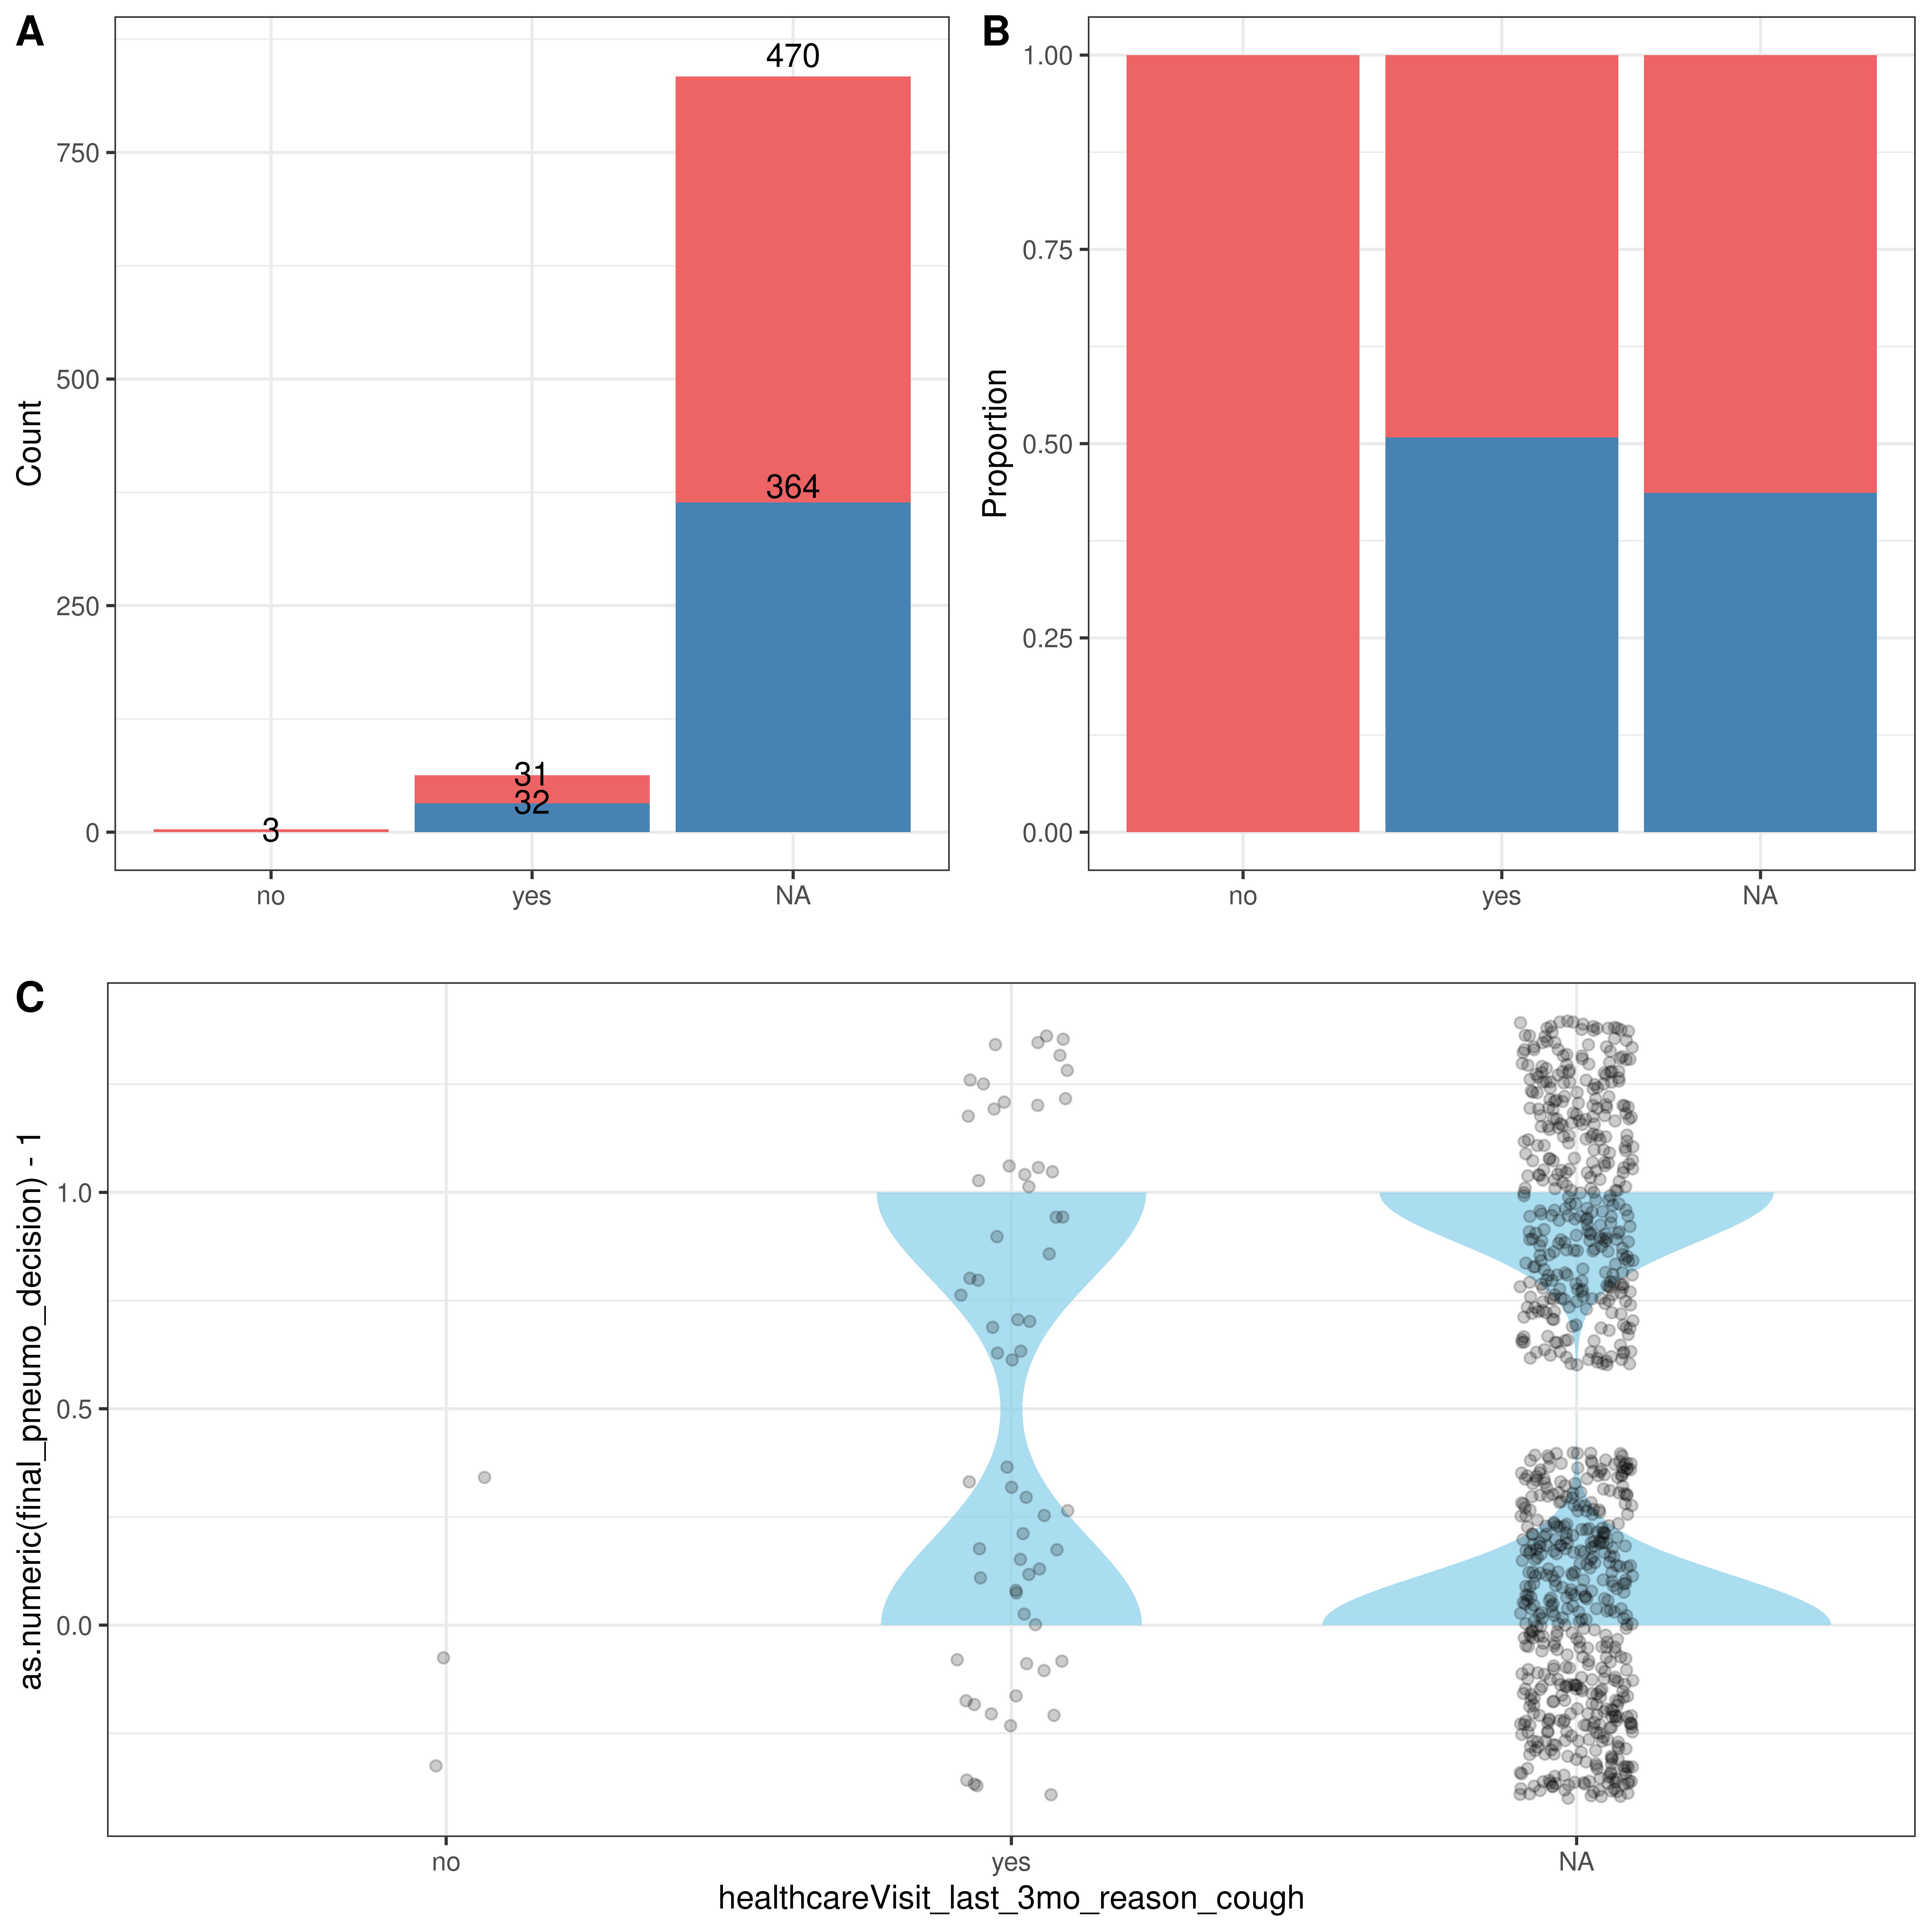 A
Count
750
500
250
0
470
364
31
32
3
no yes NA
B
Proportion
1.00
0.75
0.50
0.25
0.00
no yes NA
C
as.numeric(final_pneumo_decision) - 1
1.0
0.5
0.0
no yes NA
healthcareVisit_last_3mo_reason_cough